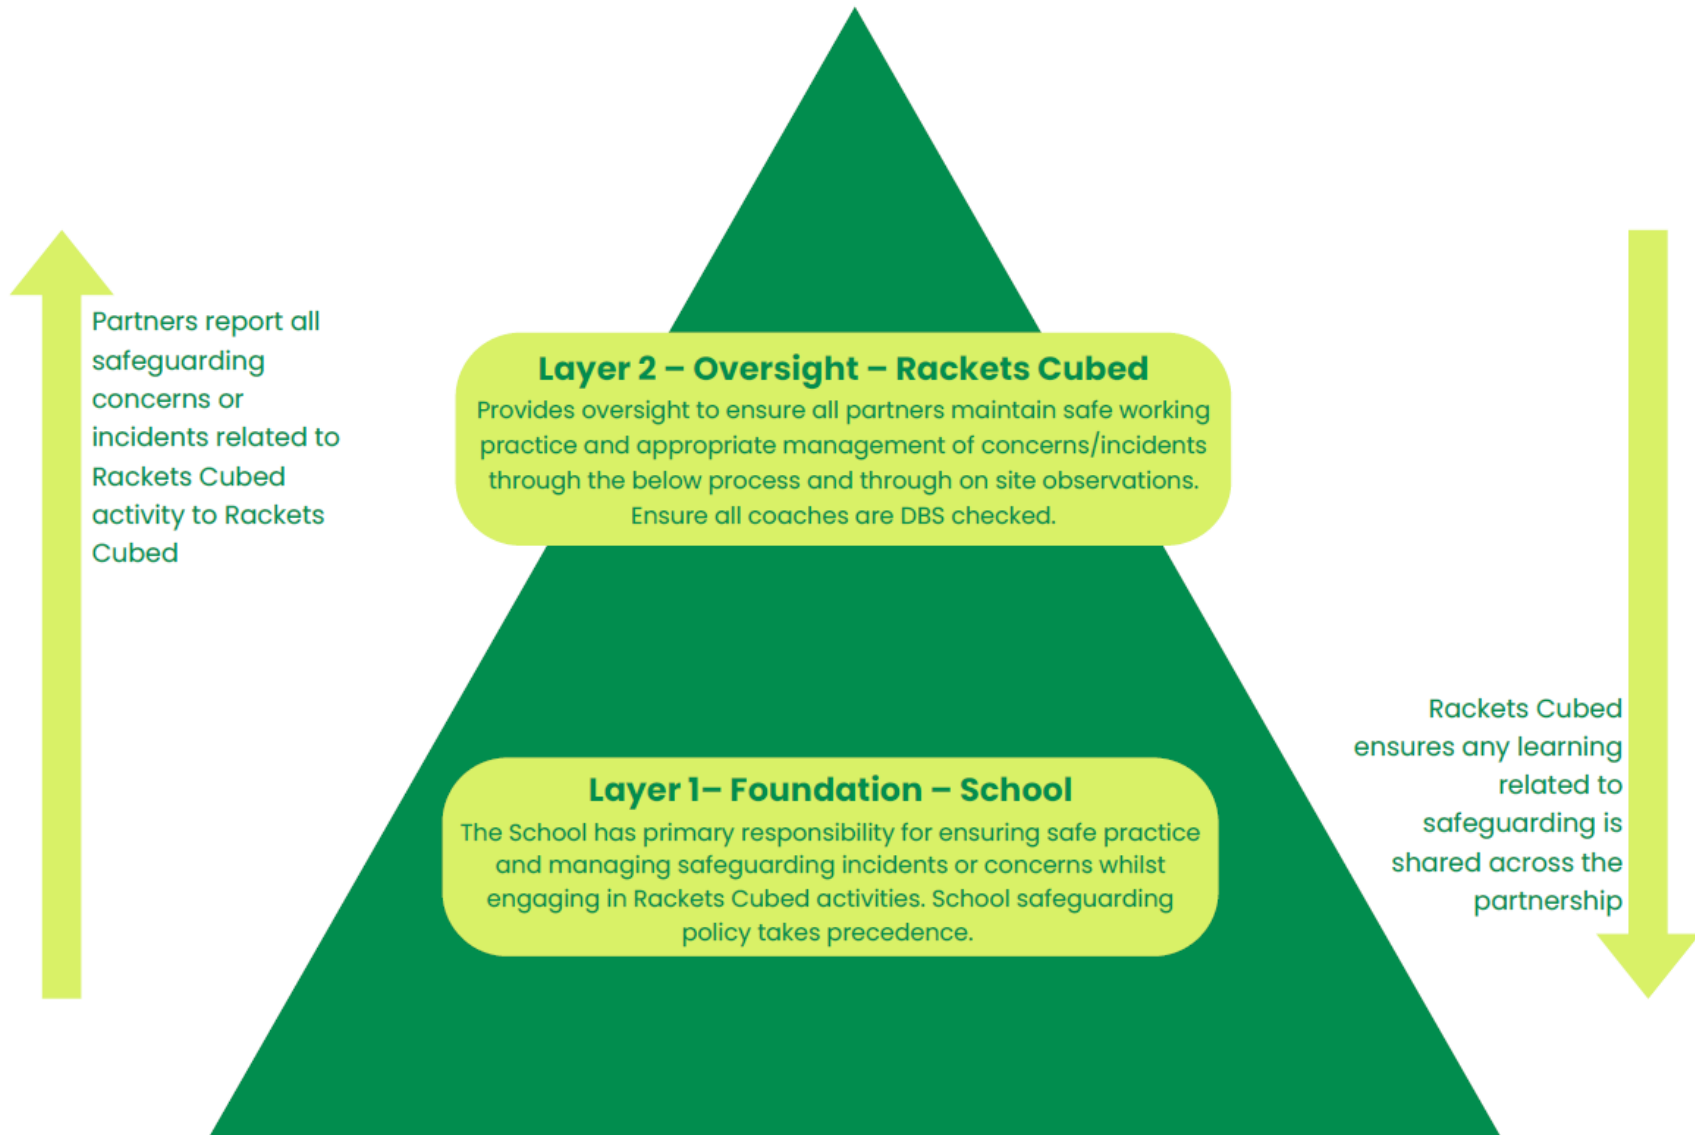 Partners report all
safeguarding
concerns or
incidents related to
Rackets Cubed
activity to Rackets
Cubed
Layer 2 – Oversight – Rackets Cubed
Provides oversight to ensure all partners maintain safe working
practice and appropriate management of concerns/incidents
through the below process and through on site observations.
Ensure all coaches are DBS checked.
Layer 1– Foundation – School
The School has primary responsibility for ensuring safe practice
and managing safeguarding incidents or concerns whilst
engaging in Rackets Cubed activities. School safeguarding
policy takes precedence.
Rackets Cubed
ensures any learning
related to
safeguarding is
shared across the
partnership